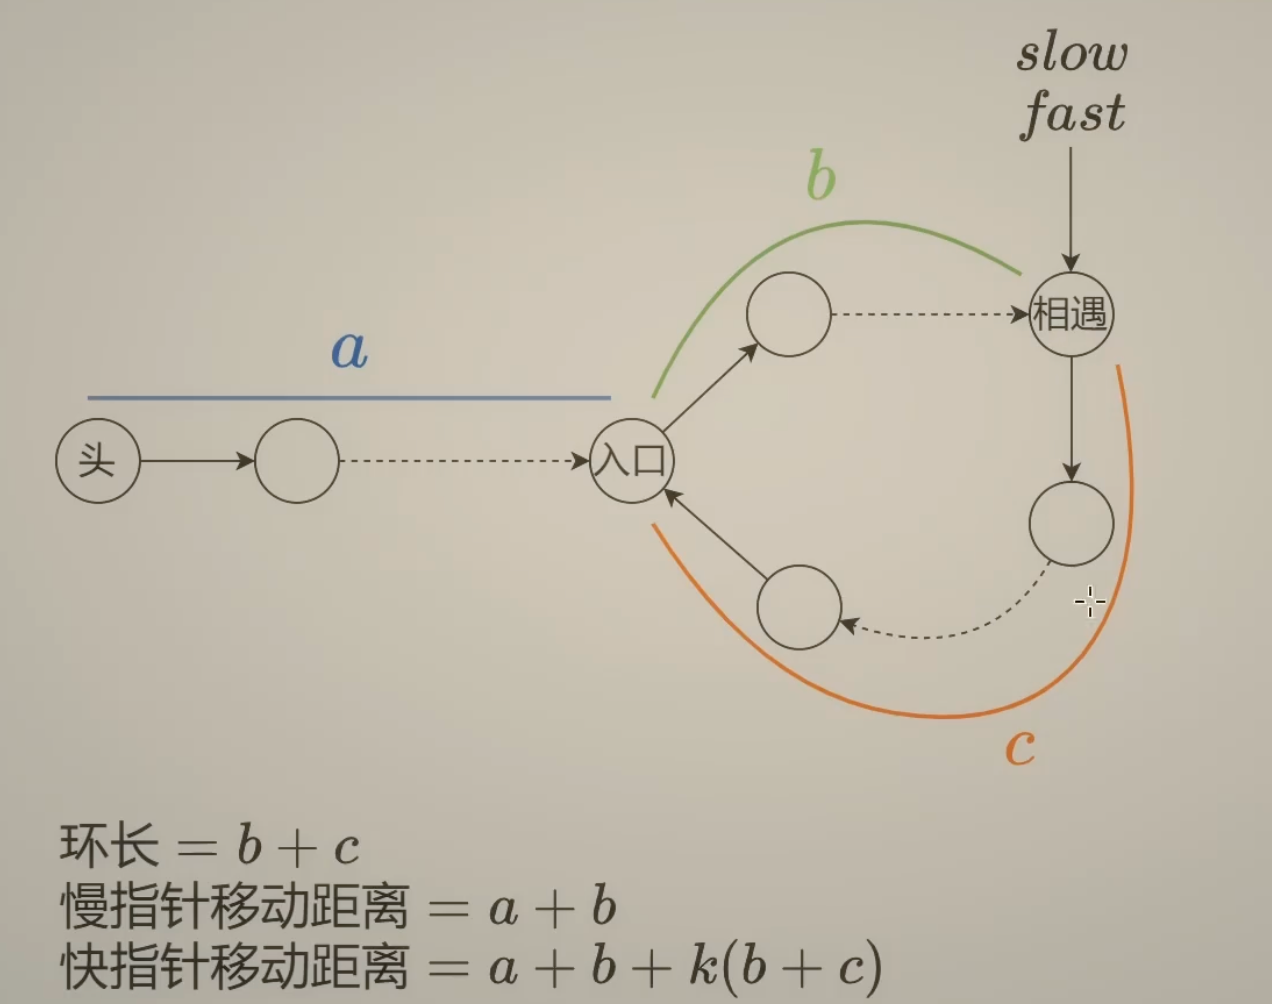 slow
fast
b
a
相遇
头
入口
c
环长 = b + c
慢指针移动距离 = a + b
快指针移动距离 = a + b + k(b + c)